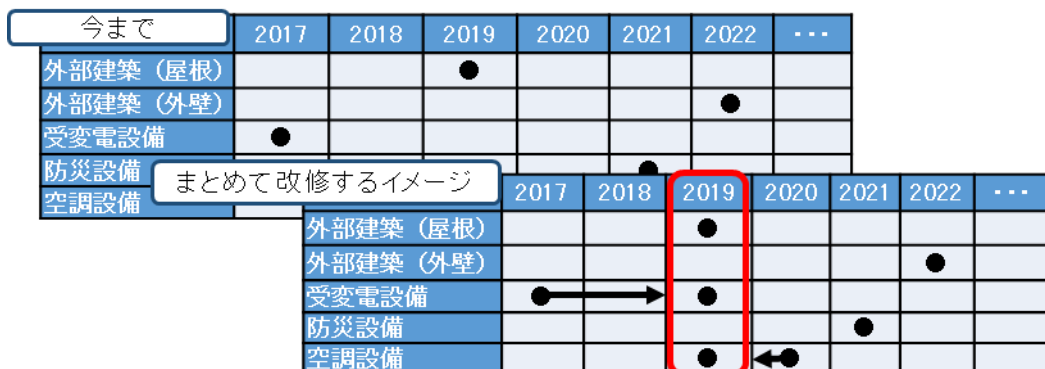 今まで
2017 2018 2019 2020 2021 2022 ・・・
外部建築（屋根）
外部建築（外壁）
受変電設備
防災設備
空調設備
まとめて改修するイメージ
2017 2018 2019 2020 2021 2022 ・・・
外部建築（屋根）
外部建築（外壁）
受変電設備
防災設備
空調設備